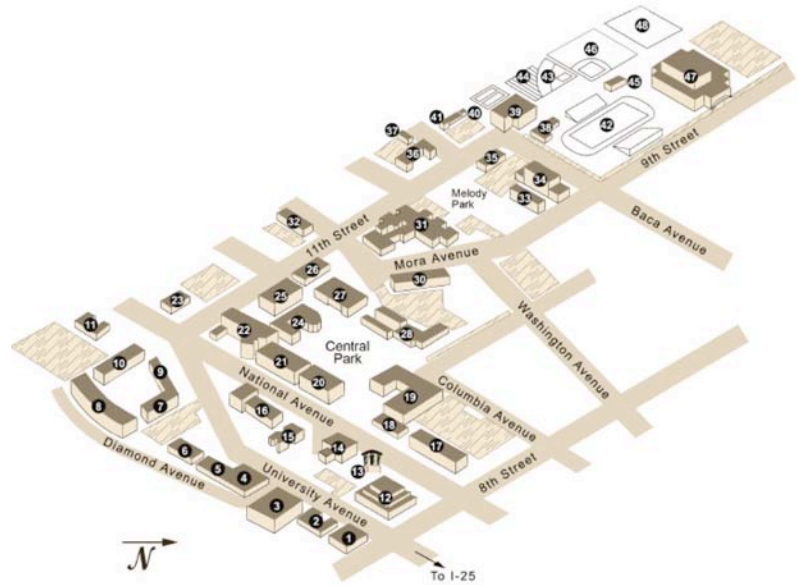 48
46
47
44
43
45
41
40
39
42
37
38
36
9th Street
35
34
Melody
Park
33
32
31
Baca Avenue
11th Street
Mora Avenue
26
30
23
25
27
Washington Avenue
24
28
11
22
Central
Park
10
21
9
20
19
National Avenue
Columbia Avenue
8
7
16
18
15
17
14
6
13
8th Street
Diamond Avenue
5
4
University Avenue
12
3
2
1
N
To I-25